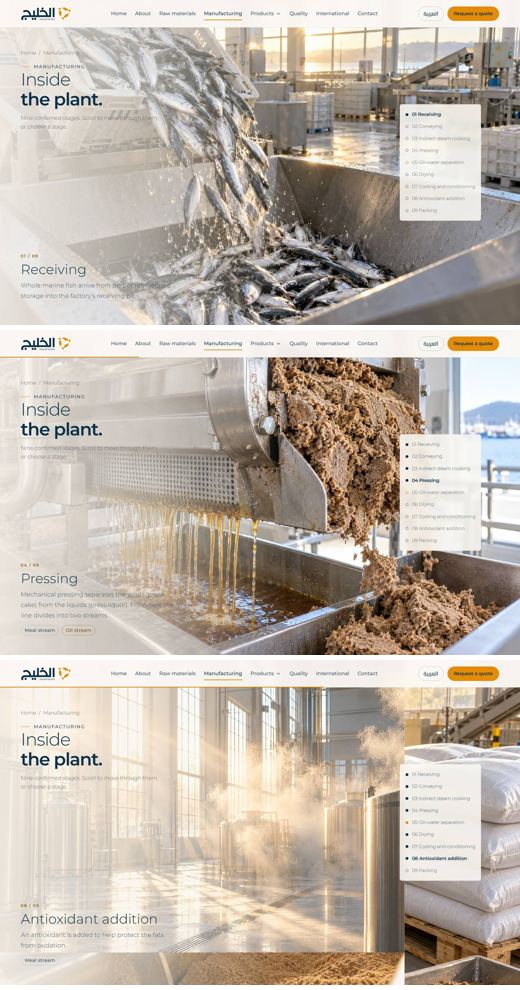 الخليج
Home About Raw materials Manufacturing Products Quality International Contact
العربية
Request a quote
Home / Manufacturing
MANUFACTURING
Inside
the plant.
Nine confirmed stages. Scroll to move through them,
or choose a stage.
01 Receiving
02 Conveying
03 Indirect steam cooking
04 Pressing
05 Oil–water separation
06 Drying
07 Cooling and conditioning
08 Antioxidant addition
09 Packing
01 / 09
Receiving
Whole marine fish arrive from port or refrigerated
storage into the factory's receiving pit.
الخليج
Home About Raw materials Manufacturing Products Quality International Contact
العربية
Request a quote
Home / Manufacturing
MANUFACTURING
Inside
the plant.
Nine confirmed stages. Scroll to move through them,
or choose a stage.
01 Receiving
02 Conveying
03 Indirect steam cooking
04 Pressing
05 Oil–water separation
06 Drying
07 Cooling and conditioning
08 Antioxidant addition
09 Packing
04 / 09
Pressing
Mechanical pressing separates the solids (press
cake) from the liquids (press liquor). From here the
line divides into two streams.
Meal stream
Oil stream
الخليج
Home About Raw materials Manufacturing Products Quality International Contact
العربية
Request a quote
Home / Manufacturing
MANUFACTURING
Inside
the plant.
Nine confirmed stages. Scroll to move through them,
or choose a stage.
01 Receiving
02 Conveying
03 Indirect steam cooking
04 Pressing
05 Oil–water separation
06 Drying
07 Cooling and conditioning
08 Antioxidant addition
09 Packing
08 / 09
Antioxidant addition
An antioxidant is added to help protect the fats
from oxidation.
Meal stream